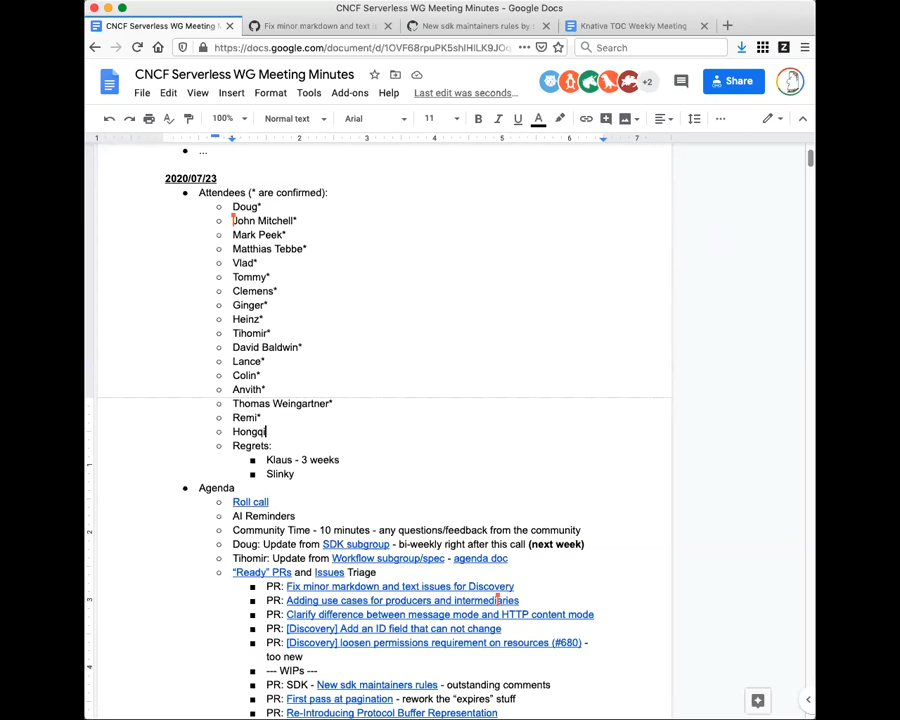 CNCF Serverless WG Meeting Minutes - Google Docs
CNCF Serverless WG Meeting M
Fix minor markdown and text i
New sdk maintainers rules by s
Knative TOC Weekly Meeting
https://docs.google.com/document/d/1OVF68rpuPK5shIHILK9JO
Search
CNCF Serverless WG Meeting Minutes
+2
Share
File Edit View Insert Format Tools Add-ons Help Last edit was seconds...
100% Normal text Arial 11 B I U A
1 1 2 3 4 5 6 7
...
2020/07/23
Attendees (* are confirmed):
Doug*
John Mitchell*
Mark Peek*
Matthias Tebbe*
Vlad*
Tommy*
Clemens*
Ginger*
Heinz*
Tihomir*
David Baldwin*
Lance*
Colin*
Anvith*
Thomas Weingartner*
Remi*
Hongqi
Regrets:
Klaus - 3 weeks
Slinky
Agenda
Roll call
AI Reminders
Community Time - 10 minutes - any questions/feedback from the community
Doug: Update from SDK subgroup - bi-weekly right after this call (next week)
Tihomir: Update from Workflow subgroup/spec - agenda doc
“Ready” PRs and Issues Triage
PR: Fix minor markdown and text issues for Discovery
PR: Adding use cases for producers and intermediaries
PR: Clarify difference between message mode and HTTP content mode
PR: [Discovery] Add an ID field that can not change
PR: [Discovery] loosen permissions requirement on resources (#680) -
too new
--- WIPs ---
PR: SDK - New sdk maintainers rules - outstanding comments
PR: First pass at pagination - rework the “expires” stuff
PR: Re-Introducing Protocol Buffer Representation